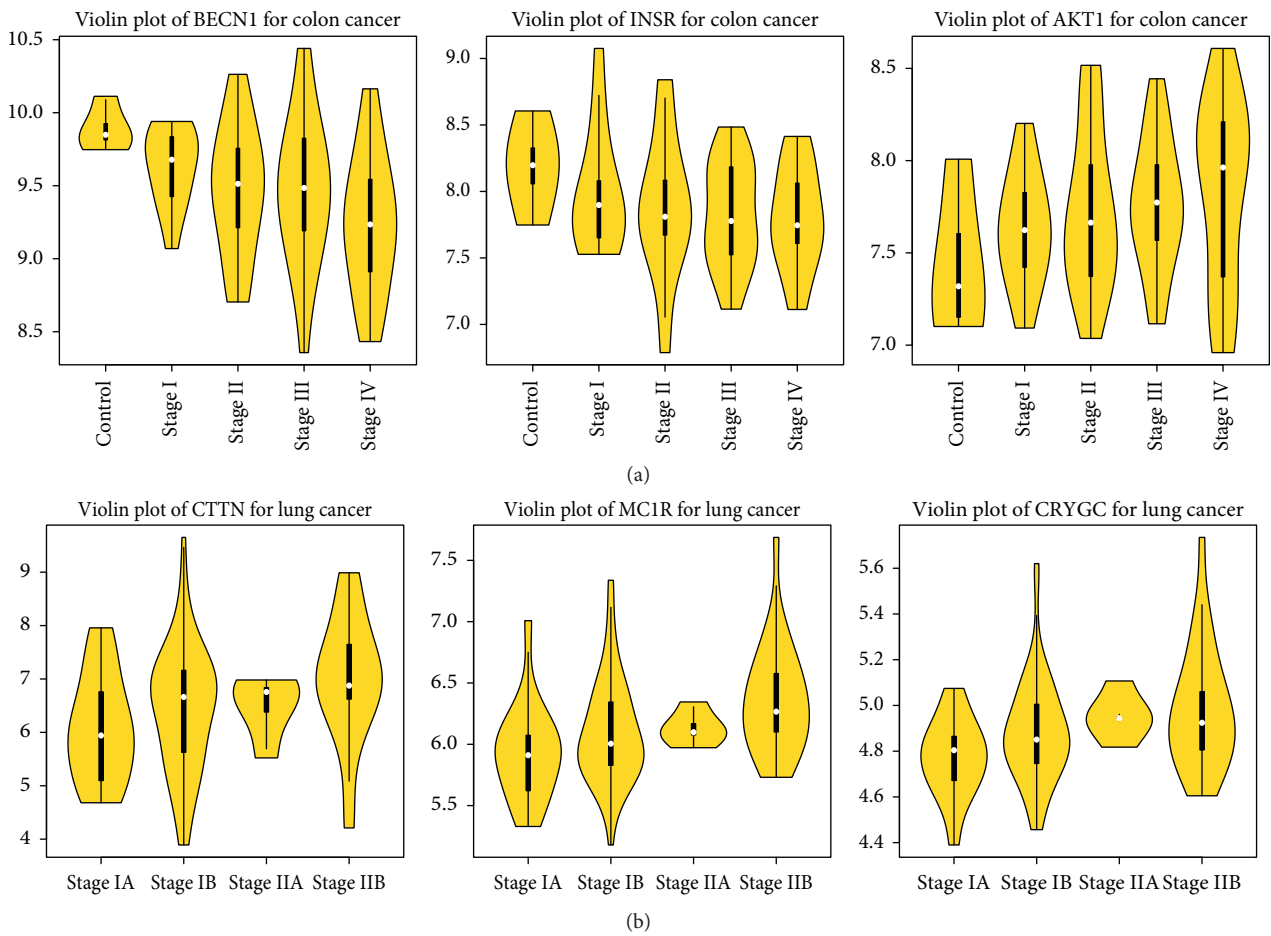 Violin plot of BECN1 for colon cancer
10.5
10.0
9.5
9.0
8.5
Control
Stage I
Stage II
Stage III
Stage IV
Violin plot of INSR for colon cancer
9.0
8.5
8.0
7.5
7.0
Control
Stage I
Stage II
Stage III
Stage IV
Violin plot of AKT1 for colon cancer
8.5
8.0
7.5
7.0
Control
Stage I
Stage II
Stage III
Stage IV
(a)
Violin plot of CTTN for lung cancer
9
8
7
6
5
4
Stage IA Stage IB Stage IIA Stage IIB
Violin plot of MC1R for lung cancer
7.5
7.0
6.5
6.0
5.5
Stage IA Stage IB Stage IIA Stage IIB
Violin plot of CRYGC for lung cancer
5.6
5.4
5.2
5.0
4.8
4.6
4.4
Stage IA Stage IB Stage IIA Stage IIB
(b)